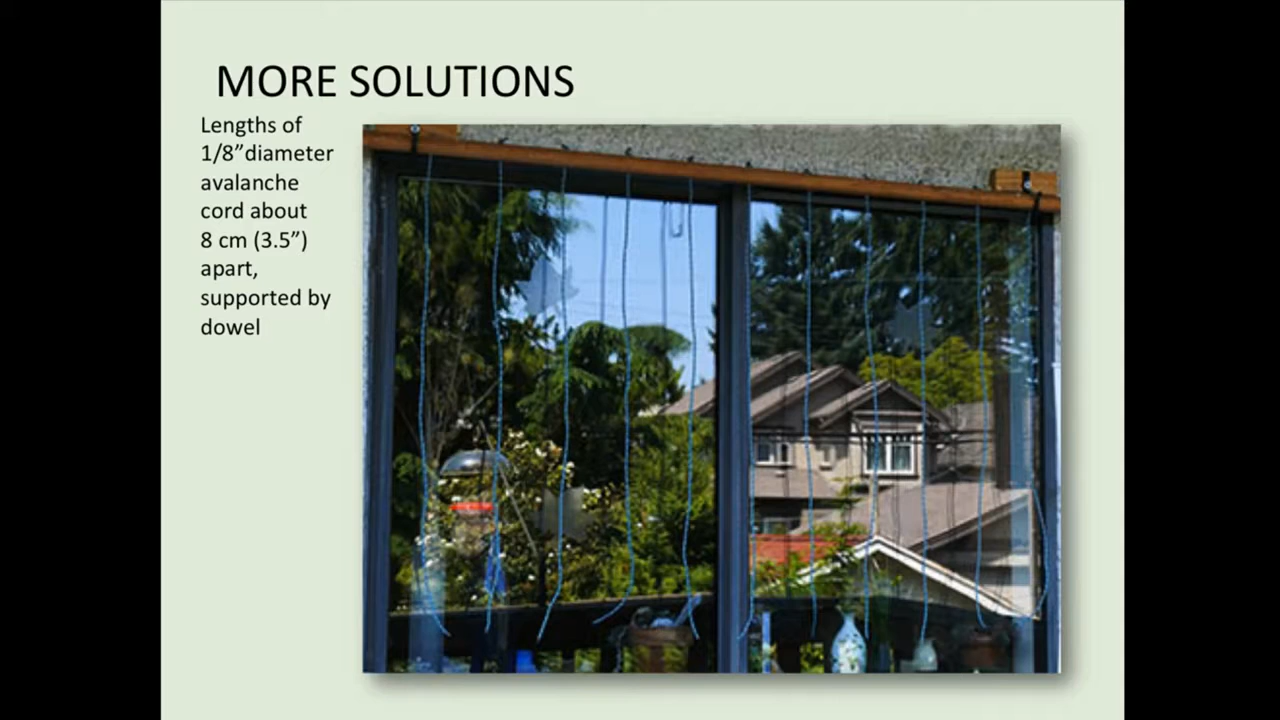 MORE SOLUTIONS
Lengths of
1/8”diameter
avalanche
cord about
8 cm (3.5”)
apart,
supported by
dowel